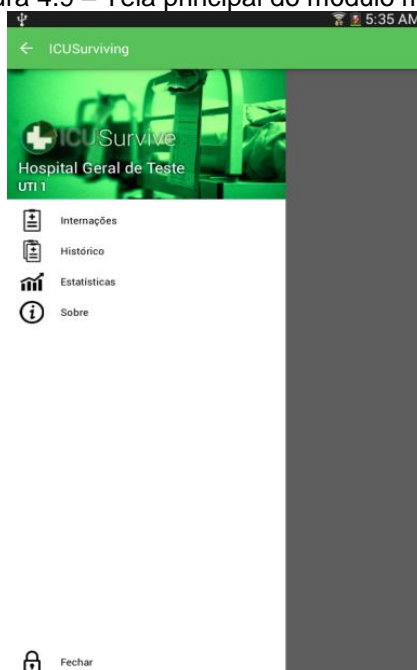 ura 4.9 – Tela principal do módulo m
5:35 AM
ICUSurviving
ICUSurvive
Hospital Geral de Teste
UTI 1
Internações
Histórico
Estatísticas
Sobre
Fechar